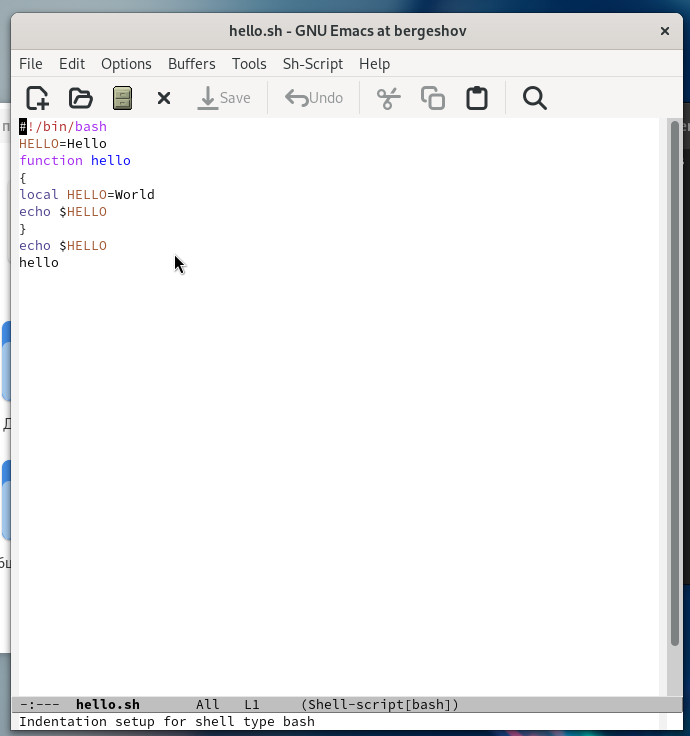 hello.sh - GNU Emacs at bergeshov
File Edit Options Buffers Tools Sh-Script Help
Save Undo
#!/bin/bash
HELLO=Hello
function hello
{
local HELLO=World
echo $HELLO
}
echo $HELLO
hello
-:--- hello.sh All L1 (Shell-script[bash])
Indentation setup for shell type bash